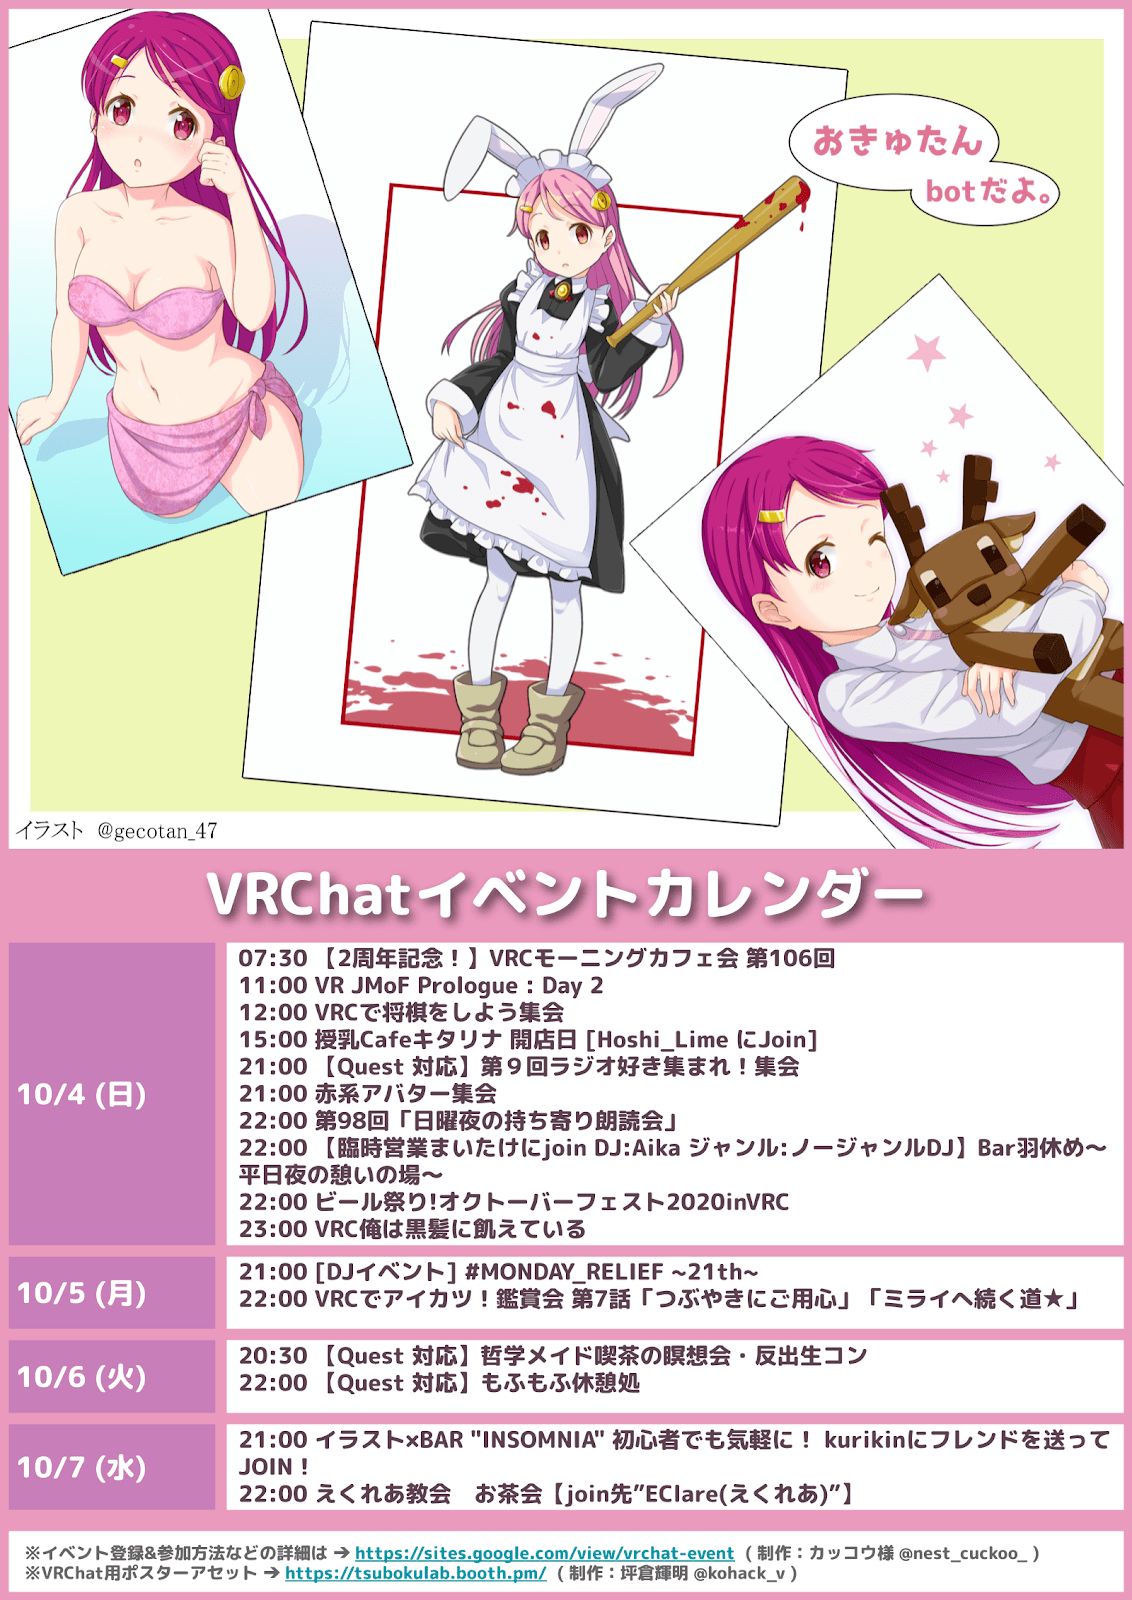 おきゅたん
botだよ。
イラスト @gecotan_47
VRChatイベントカレンダー
10/4 (日)
07:30 【2周年記念！】VRCモーニングカフェ会 第106回
11:00 VR JMoF Prologue : Day 2
12:00 VRCで将棋をしよう集会
15:00 授乳Cafeキタリナ 開店日 [Hoshi_Lime にJoin]
21:00 【Quest 対応】第９回ラジオ好き集まれ！集会
21:00 赤系アバター集会
22:00 第98回「日曜夜の持ち寄り朗読会」
22:00 【臨時営業まいたけにjoin DJ:Aika ジャンル:ノージャンルDJ】Bar羽休め～
平日夜の憩いの場～
22:00 ビール祭り!オクトーバーフェスト2020inVRC
23:00 VRC俺は黒髪に飢えている
10/5 (月)
21:00 [DJイベント] #MONDAY_RELIEF ~21th~
22:00 VRCでアイカツ！鑑賞会 第7話「つぶやきにご用心」「ミライへ続く道★」
10/6 (火)
20:30 【Quest 対応】哲学メイド喫茶の瞑想会・反出生コン
22:00 【Quest 対応】もふもふ休憩処
10/7 (水)
21:00 イラスト×BAR "INSOMNIA" 初心者でも気軽に！ kurikinにフレンドを送って
JOIN！
22:00 えくれあ教会　お茶会【join先”EClare(えくれあ)”】
※イベント登録&参加方法などの詳細は → https://sites.google.com/view/vrchat-event （ 制作：カッコウ様 @nest_cuckoo_ ）
※VRChat用ポスターアセット → https://tsubokulab.booth.pm/ （ 制作：坪倉輝明 @kohack_v ）